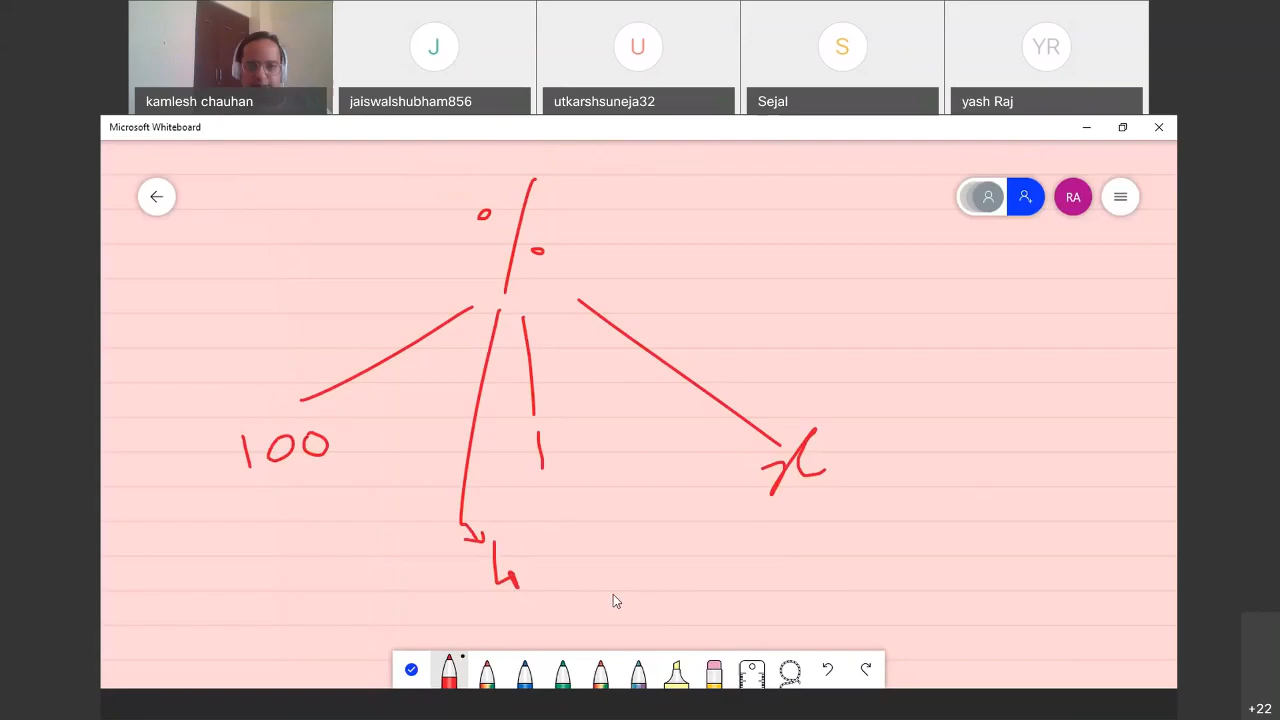 J
U
S
YR
kamlesh chauhan
jaiswalshubham856
utkarshsuneja32
Sejal
yash Raj
Microsoft Whiteboard
RA
%
100
1
x
4
+22